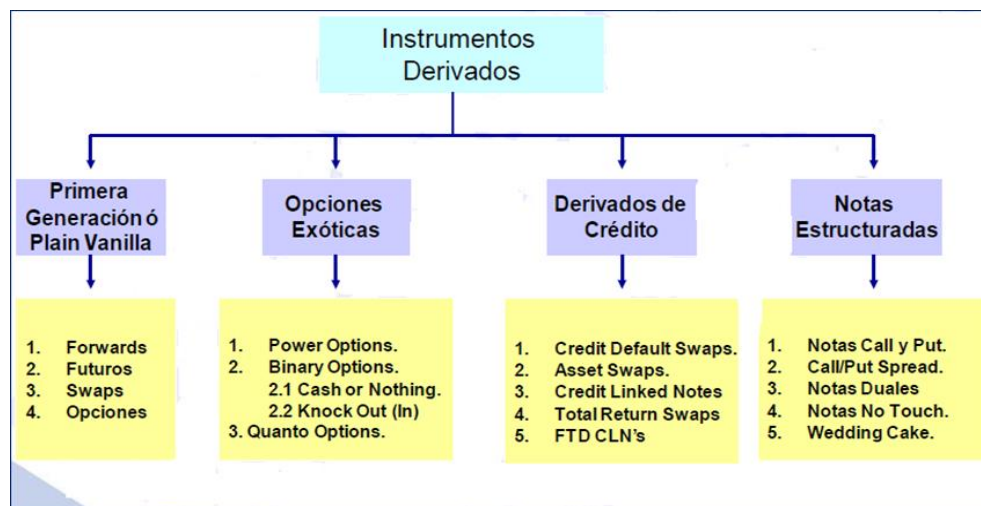 Instrumentos
Derivados
Primera
Generación ó
Plain Vanilla
Opciones
Exóticas
Derivados de
Crédito
Notas
Estructuradas
1. Forwards
2. Futuros
3. Swaps
4. Opciones
1. Power Options.
2. Binary Options.
2.1 Cash or Nothing.
2.2 Knock Out (In)
3. Quanto Options.
1. Credit Default Swaps.
2. Asset Swaps.
3. Credit Linked Notes
4. Total Return Swaps
5. FTD CLN's
1. Notas Call y Put.
2. Call/Put Spread.
3. Notas Duales
4. Notas No Touch.
5. Wedding Cake.